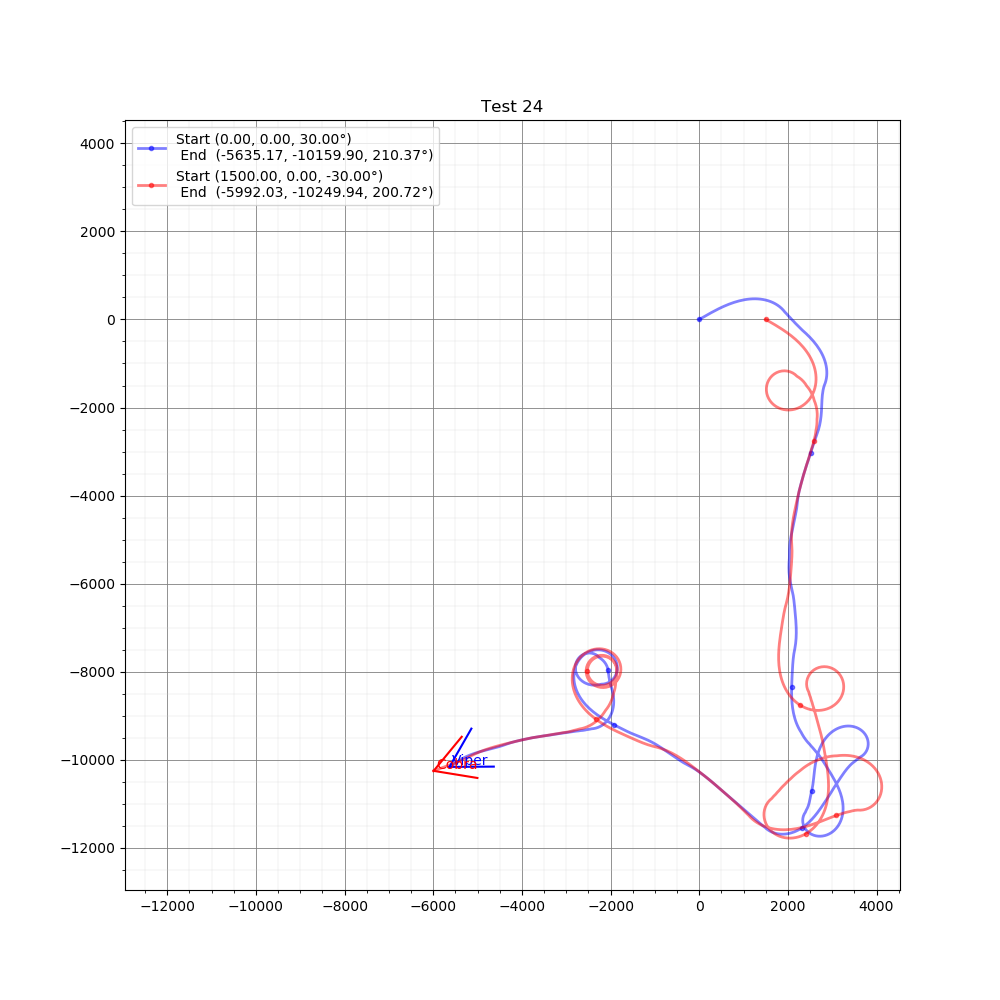 Test 24
Start (0.00, 0.00, 30.00°)
End  (-5635.17, -10159.90, 210.37°)
Start (1500.00, 0.00, -30.00°)
End  (-5992.03, -10249.94, 200.72°)
4000
2000
0
−2000
−4000
−6000
−8000
−10000
−12000
Viper
−12000 −10000 −8000 −6000 −4000 −2000 0 2000 4000